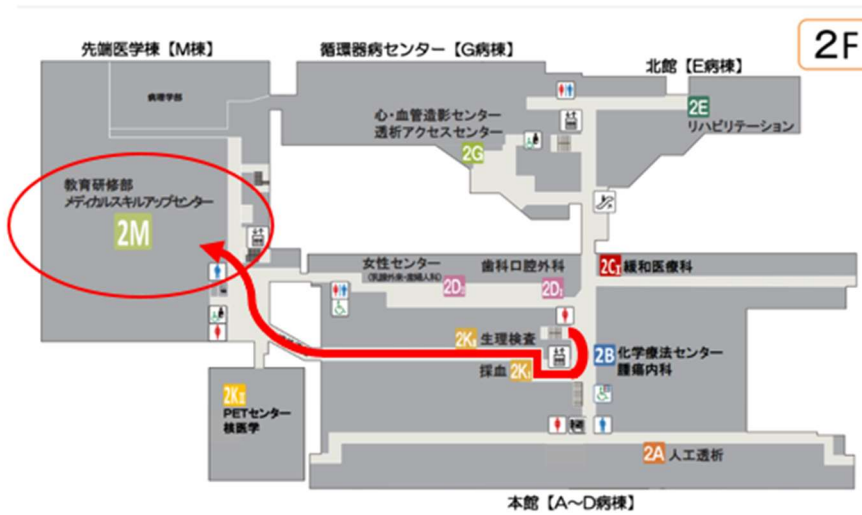 2F
先端医学棟【M棟】
循環器病センター【G病棟】
北館【E病棟】
病理学部
心・血管造影センター
透析アクセスセンター
2G
2E
リハビリテーション
教育研修部
メディカルスキルアップセンター
2M
女性センター
歯科口腔外科
2D
2D
2C
緩和医療科
2K
生理検査
採血
2K
2B
化学療法センター
腫瘍内科
2K
PETセンター
核医学
2A
人工透析
本館【A〜D病棟】